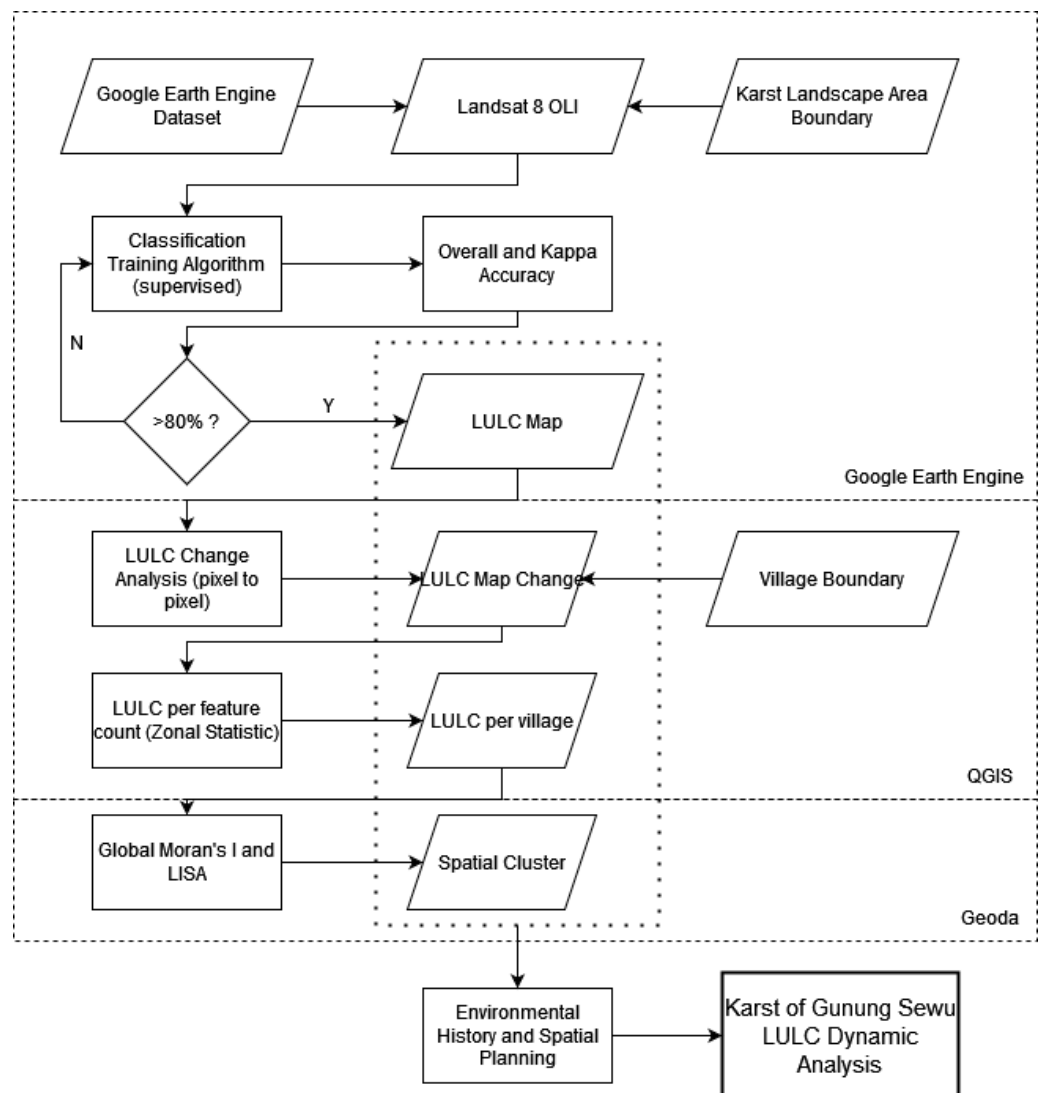 Google Earth Engine
Dataset
Landsat 8 OLI
Karst Landscape Area
Boundary
Classification
Training Algorithm
(supervised)
Overall and Kappa
Accuracy
N
>80% ?
Y
LULC Map
Google Earth Engine
LULC Change
Analysis (pixel to
pixel)
LULC Map Change
Village Boundary
LULC per feature
count (Zonal Statistic)
LULC per village
QGIS
Global Moran's I and
LISA
Spatial Cluster
Geoda
Environmental
History and Spatial
Planning
Karst of Gunung Sewu
LULC Dynamic
Analysis